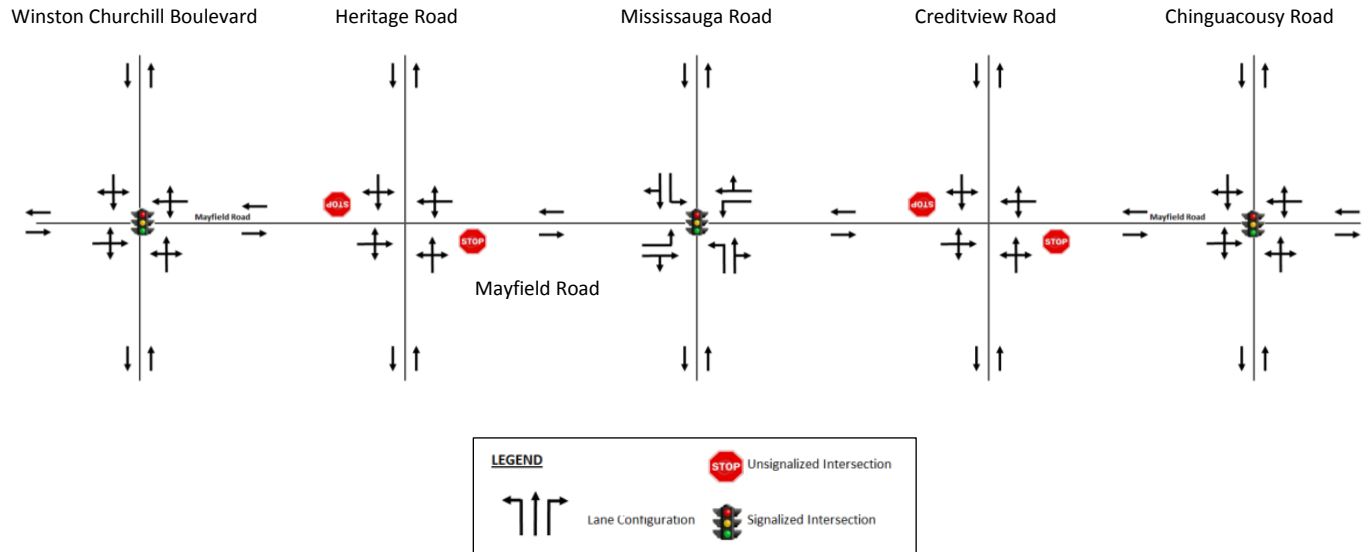 Winston Churchill Boulevard
Heritage Road
Mississauga Road
Creditview Road
Chinguacousy Road
STOP
STOP
Mayfield Road
Mayfield Road
STOP
STOP
Mayfield Road
LEGEND
STOP Unsignalized Intersection
Lane Configuration
Signalized Intersection